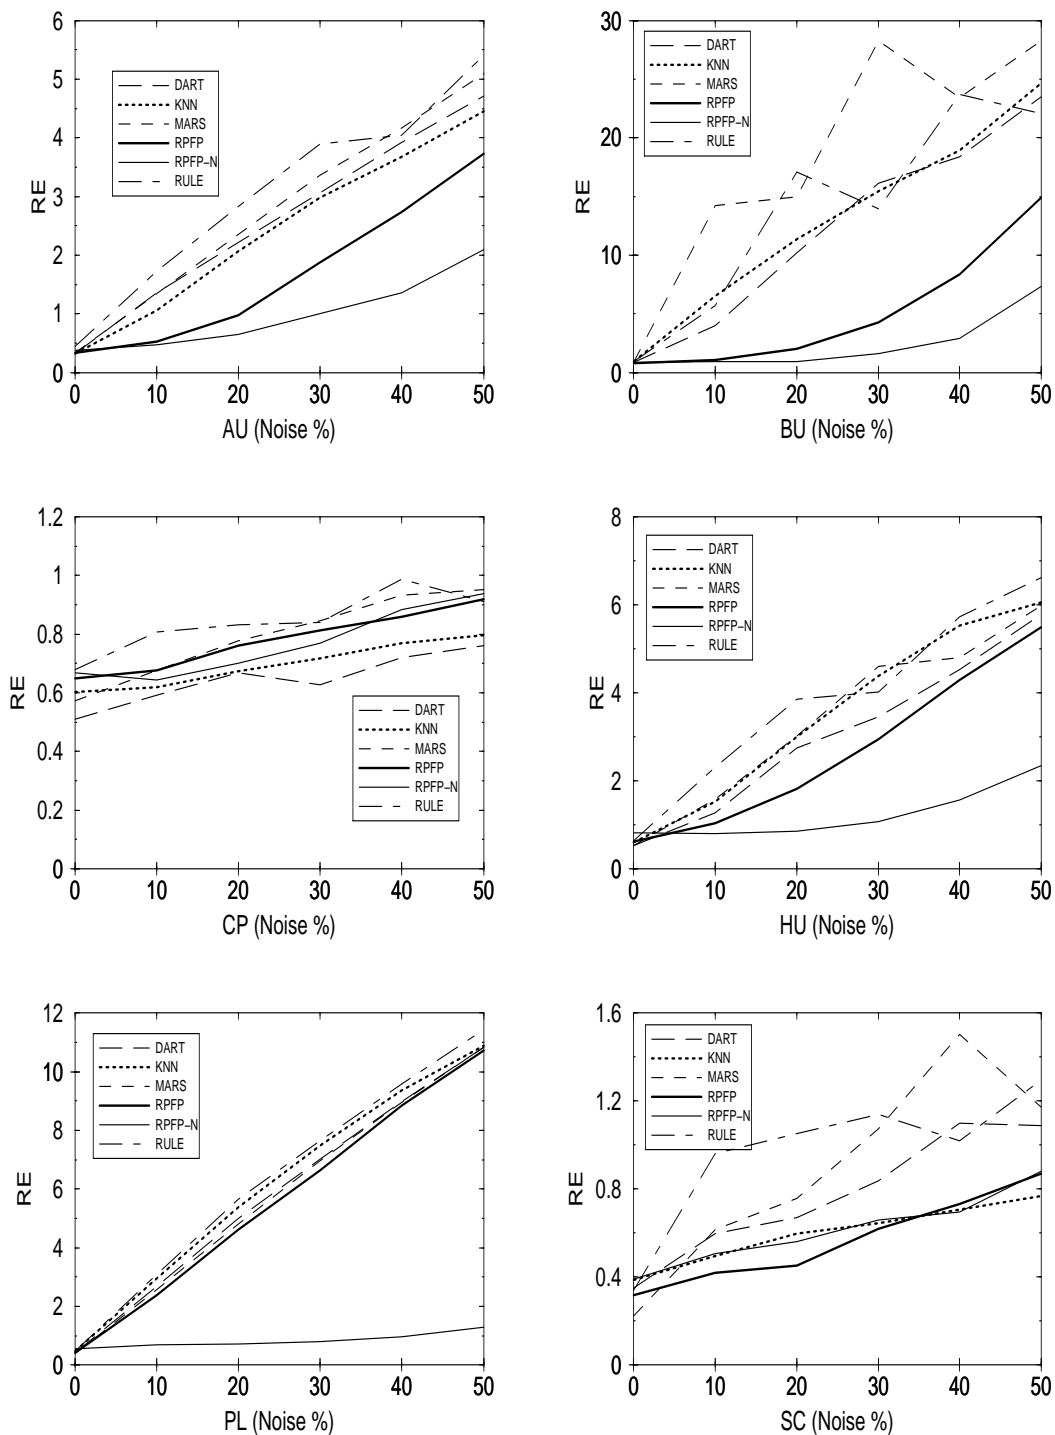 6
5
4
3
2
1
0
RE
DART
KNN
MARS
RPFP
RPFP-N
RULE
0 10 20 30 40 50
AU (Noise %)
30
20
10
0
RE
DART
KNN
MARS
RPFP
RPFP-N
RULE
0 10 20 30 40 50
BU (Noise %)
1.2
1
0.8
0.6
0.4
0.2
0
RE
DART
KNN
MARS
RPFP
RPFP-N
RULE
0 10 20 30 40 50
CP (Noise %)
8
6
4
2
0
RE
DART
KNN
MARS
RPFP
RPFP-N
RULE
0 10 20 30 40 50
HU (Noise %)
12
10
8
6
4
2
0
RE
DART
KNN
MARS
RPFP
RPFP-N
RULE
0 10 20 30 40 50
PL (Noise %)
1.6
1.2
0.8
0.4
0.0
RE
DART
KNN
MARS
RPFP
RPFP-N
RULE
0 10 20 30 40 50
SC (Noise %)